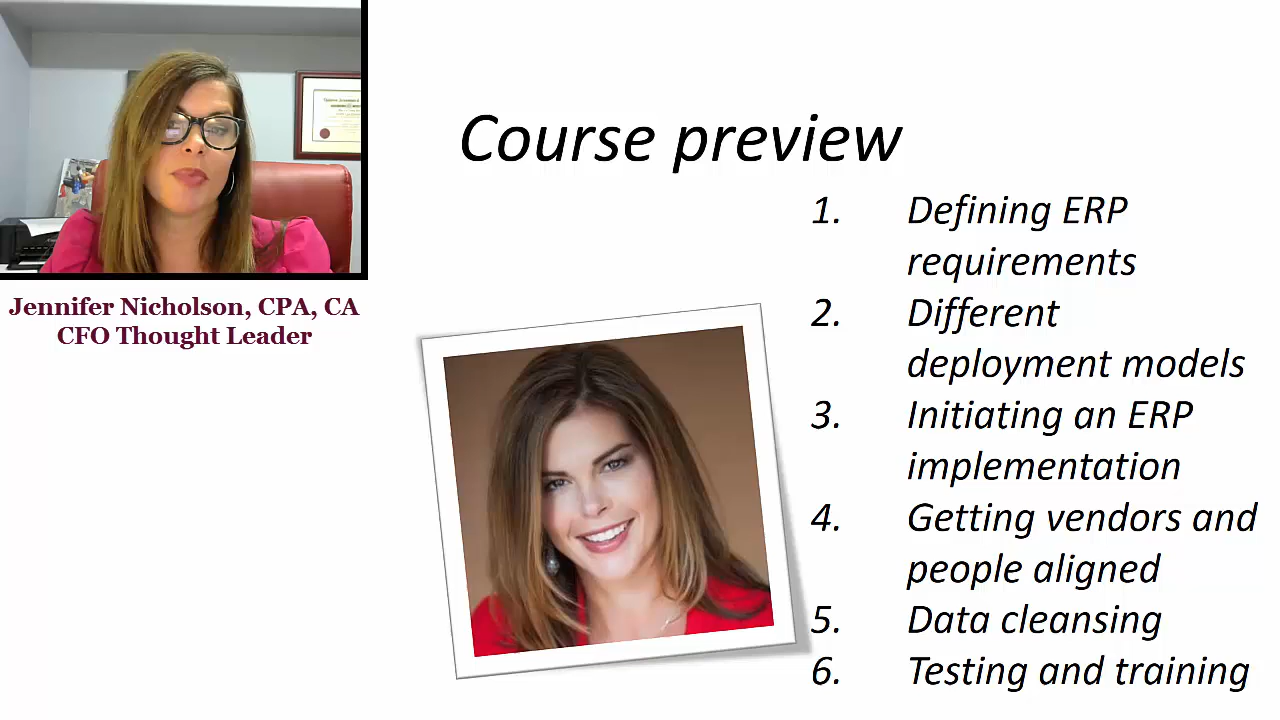 Jennifer Nicholson, CPA, CA
CFO Thought Leader
Course preview
1. Defining ERP
requirements
2. Different
deployment models
3. Initiating an ERP
implementation
4. Getting vendors and
people aligned
5. Data cleansing
6. Testing and training